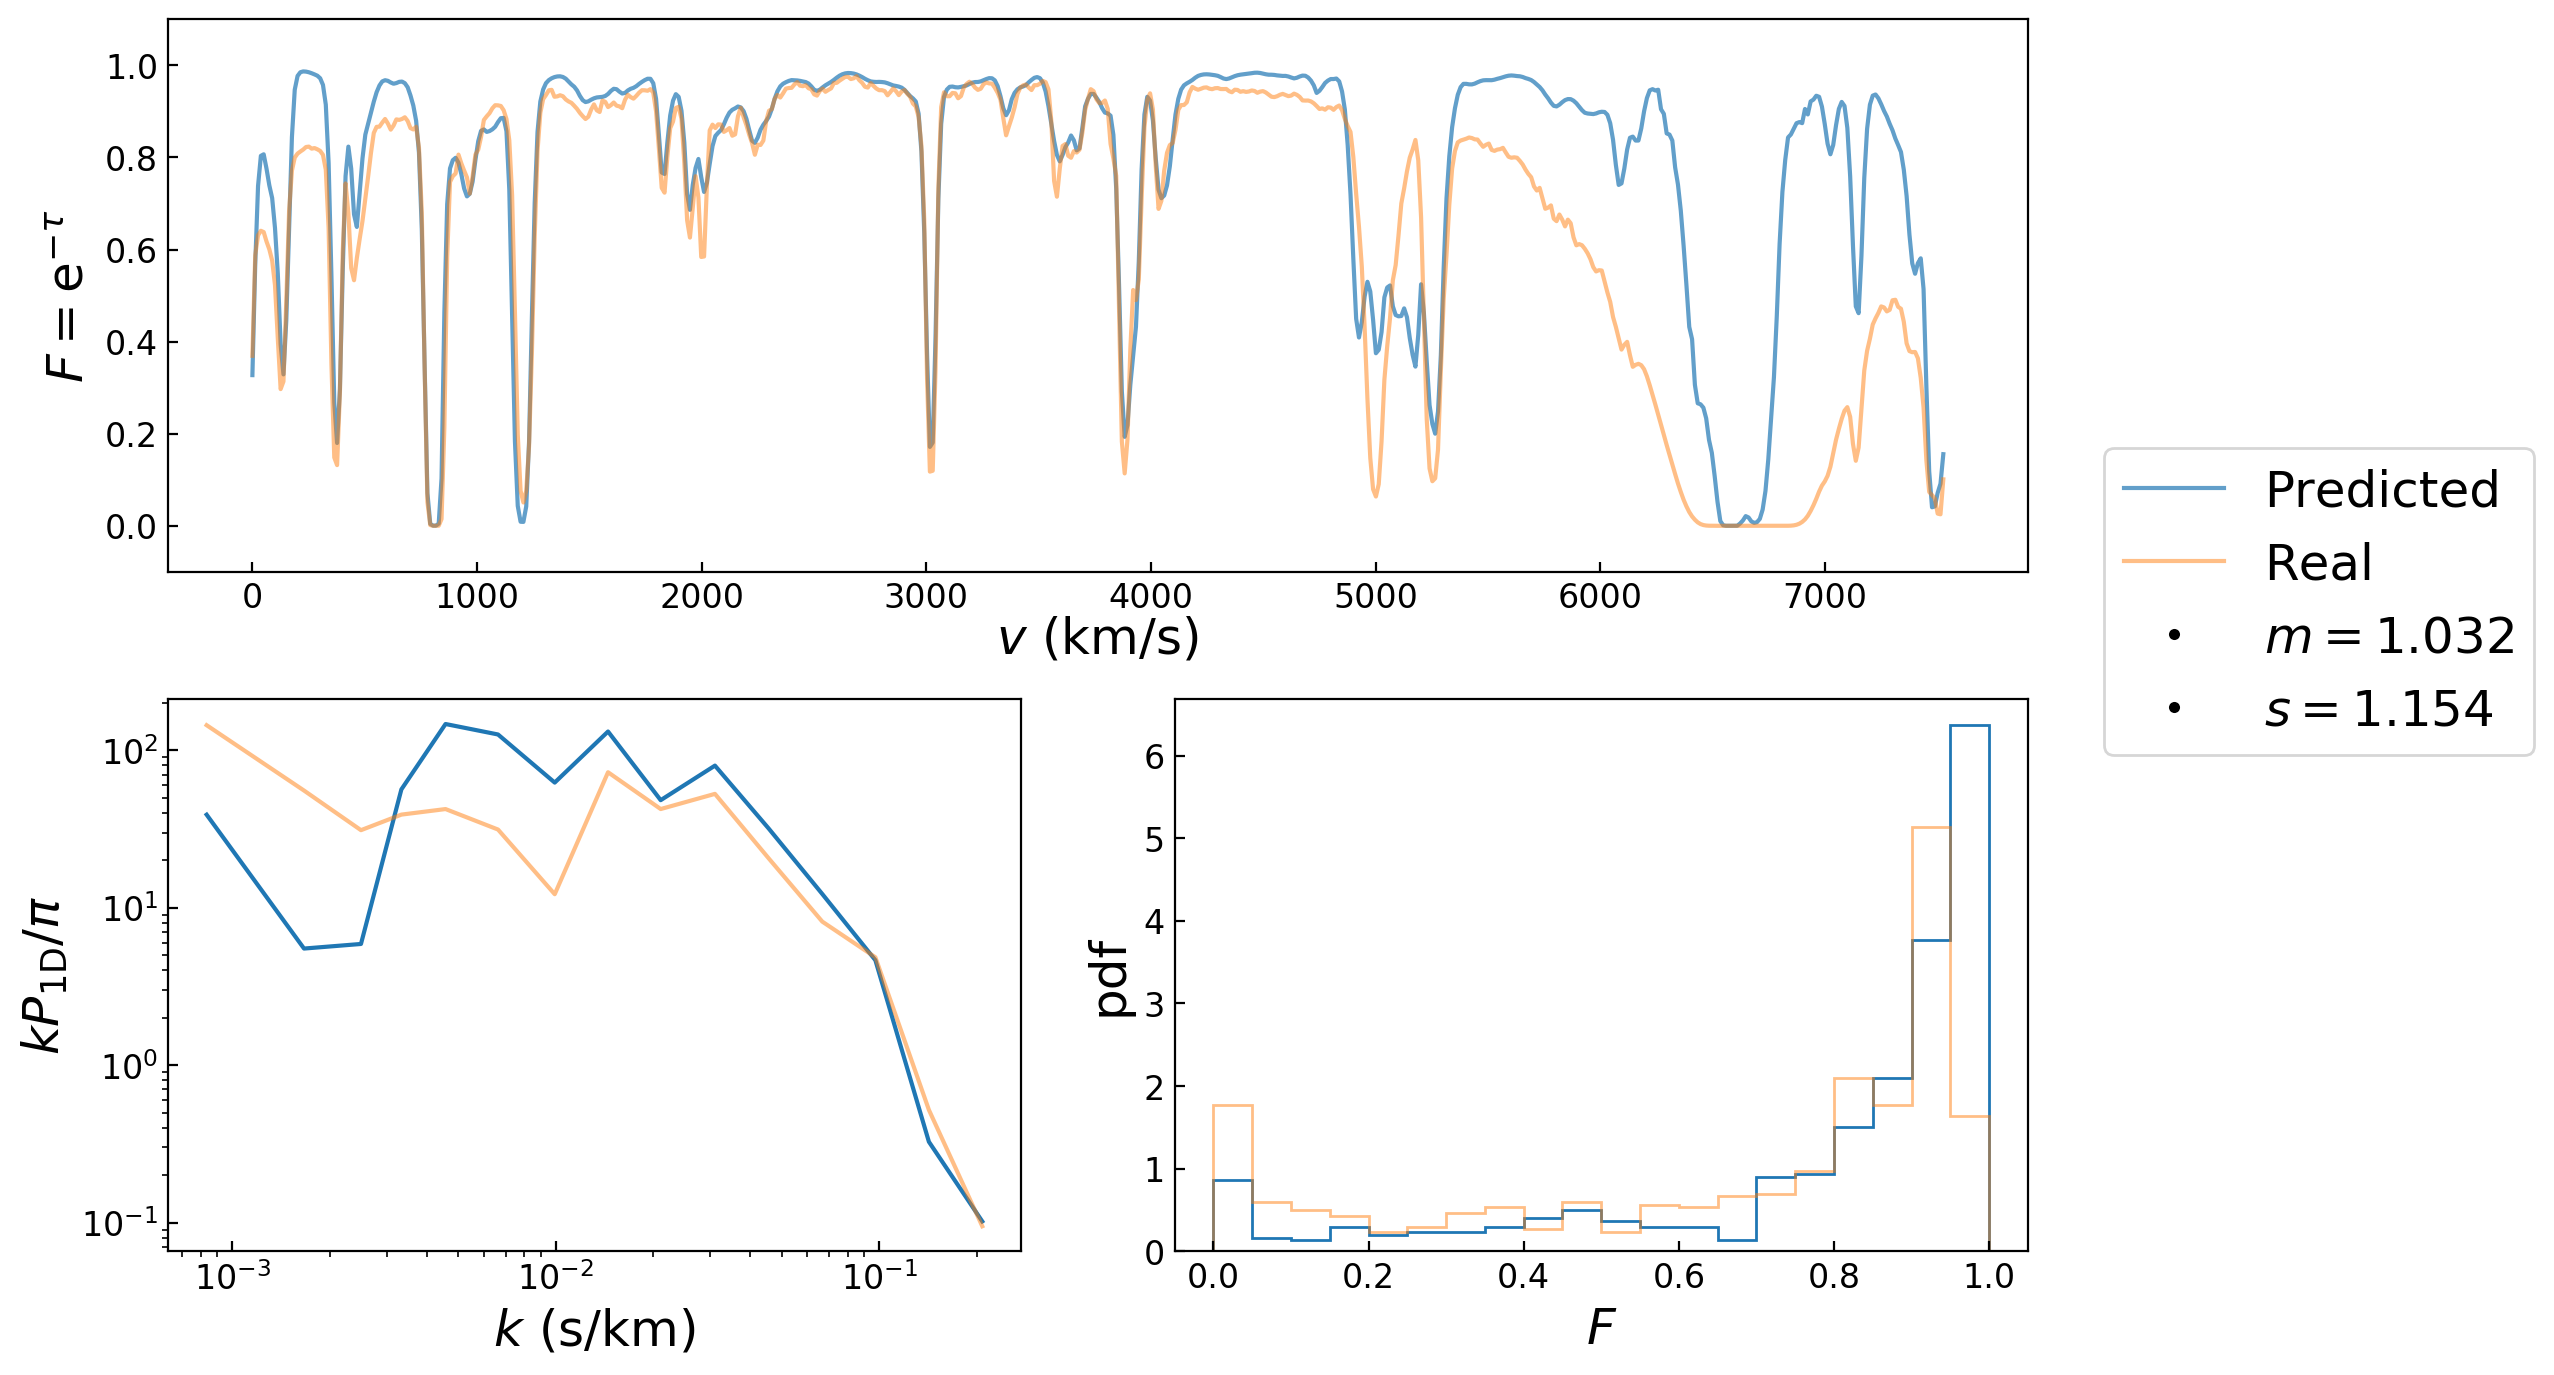 F = e^{-τ}
1.0
0.8
0.6
0.4
0.2
0.0
0 1000 2000 3000 4000 5000 6000 7000
v (km/s)
Predicted
Real
m = 1.032
s = 1.154
kP_{1D}/π
10^2
10^1
10^0
10^{-1}
10^{-3} 10^{-2} 10^{-1}
k (s/km)
pdf
6
5
4
3
2
1
0
0.0 0.2 0.4 0.6 0.8 1.0
F